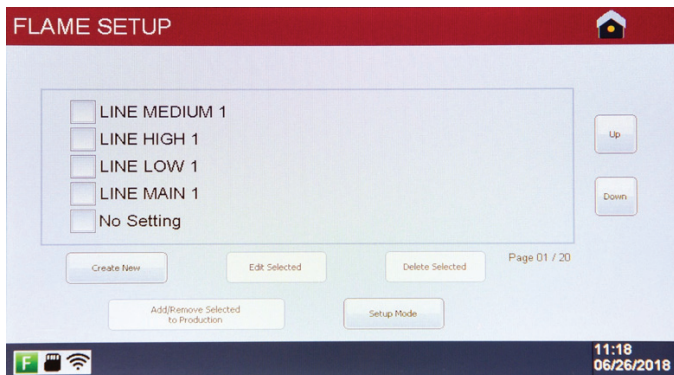 FLAME SETUP
LINE MEDIUM 1
LINE HIGH 1
LINE LOW 1
LINE MAIN 1
No Setting
Up
Down
Create New
Edit Selected
Delete Selected
Page 01 / 20
Add/Remove Selected
to Production
Setup Mode
F
11:18
06/26/2018